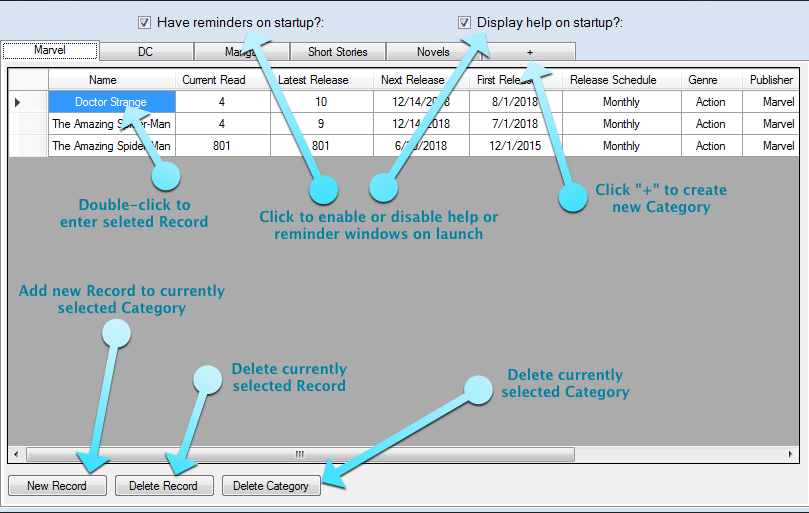 Have reminders on startup?: Display help on startup?:
Marvel DC Manga Short Stories Novels +
Name Current Read Latest Release Next Release First Release Release Schedule Genre Publisher
Doctor Strange 4 10 12/14/2018 8/1/2018 Monthly Action Marvel
The Amazing Spider-Man 4 9 12/14/2018 7/1/2018 Monthly Action Marvel
The Amazing Spider-Man 801 801 2018 12/1/2015 Monthly Action Marvel
Double-click to
enter seleted Record
Click to enable or disable help or
reminder windows on launch
Click "+" to create
new Category
Add new Record to currently
selected Category
Delete currently
selected Record
Delete currently
selected Category
New Record Delete Record Delete Category